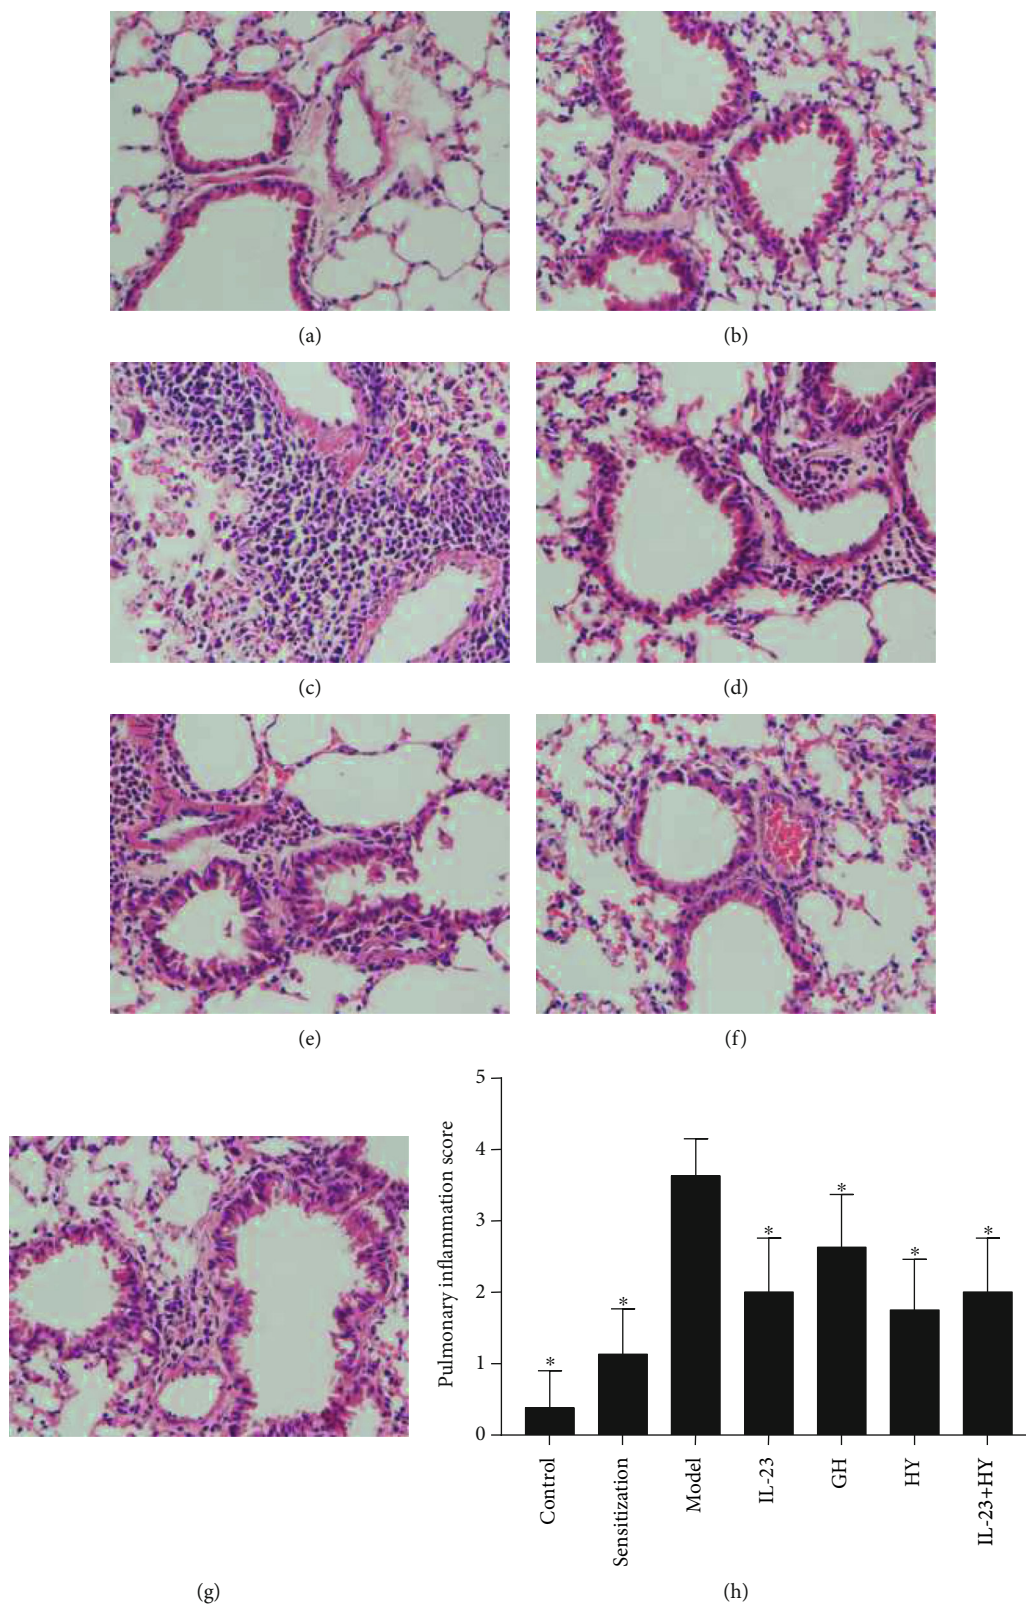 (a)
(b)
(c)
(d)
(e)
(f)
(g)
Pulmonary inflammation score
5
4
3
2
1
0
*
*
*
*
*
*
Control
Sensitization
Model
IL-23
GH
HY
IL-23+HY
(h)